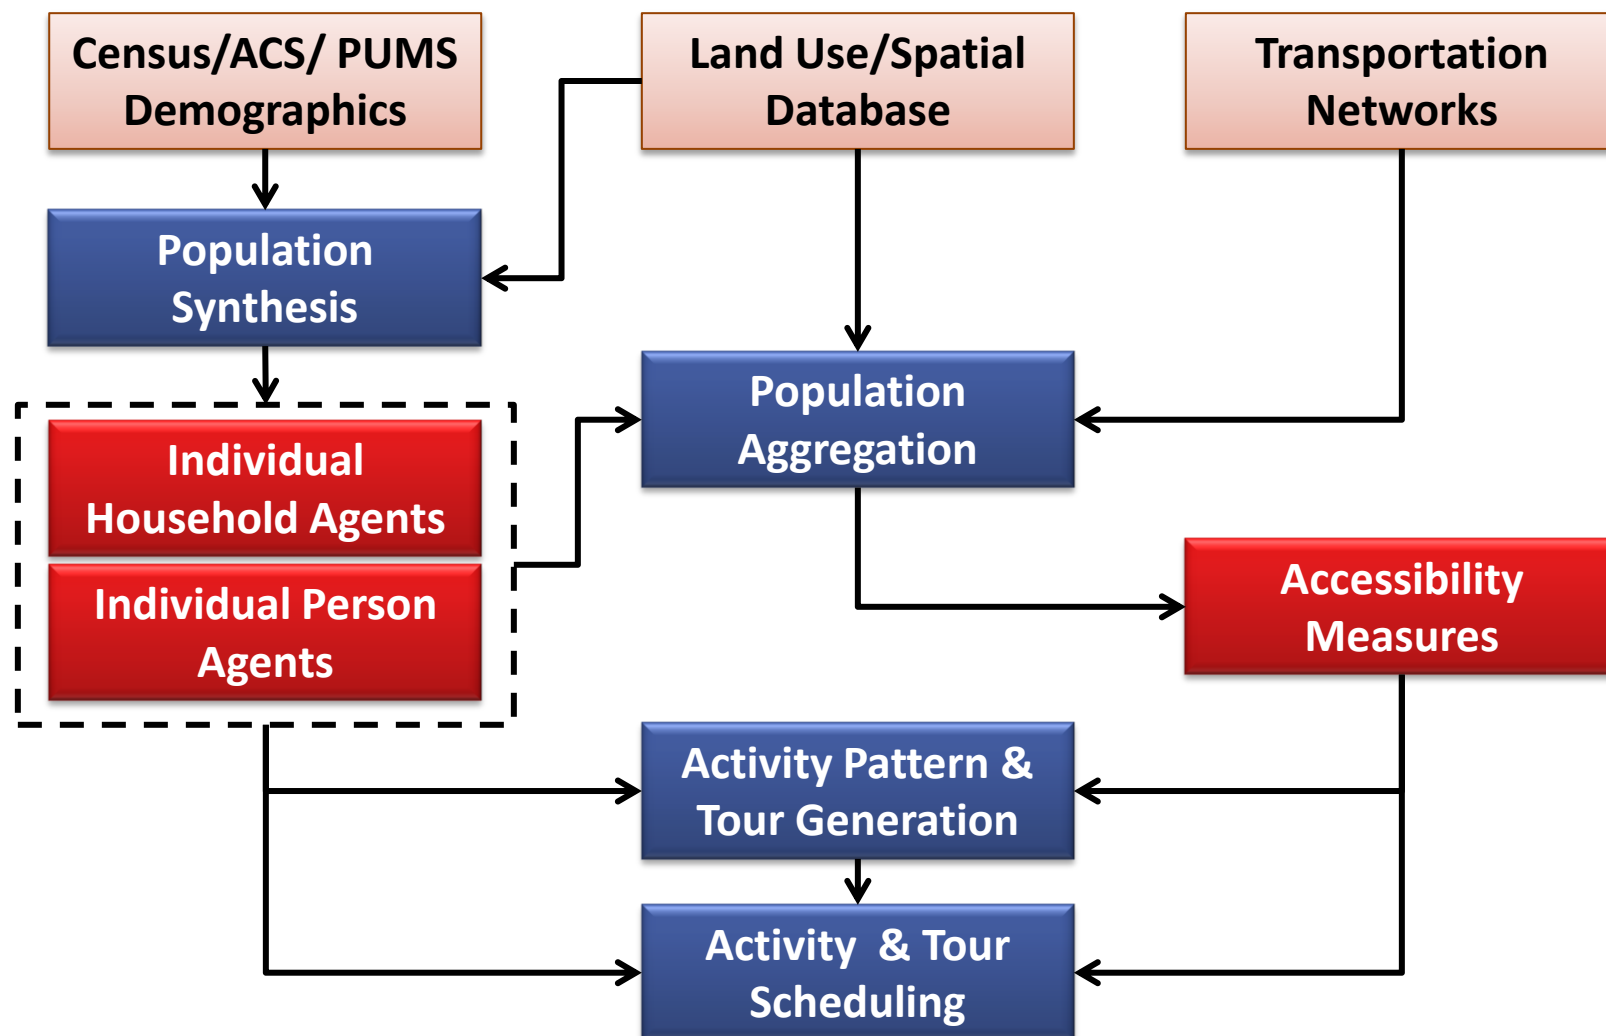 Census/ACS/ PUMS
Demographics
Land Use/Spatial
Database
Transportation
Networks
Population
Synthesis
Population
Aggregation
Individual
Household Agents
Individual Person
Agents
Accessibility
Measures
Activity Pattern &
Tour Generation
Activity  & Tour
Scheduling